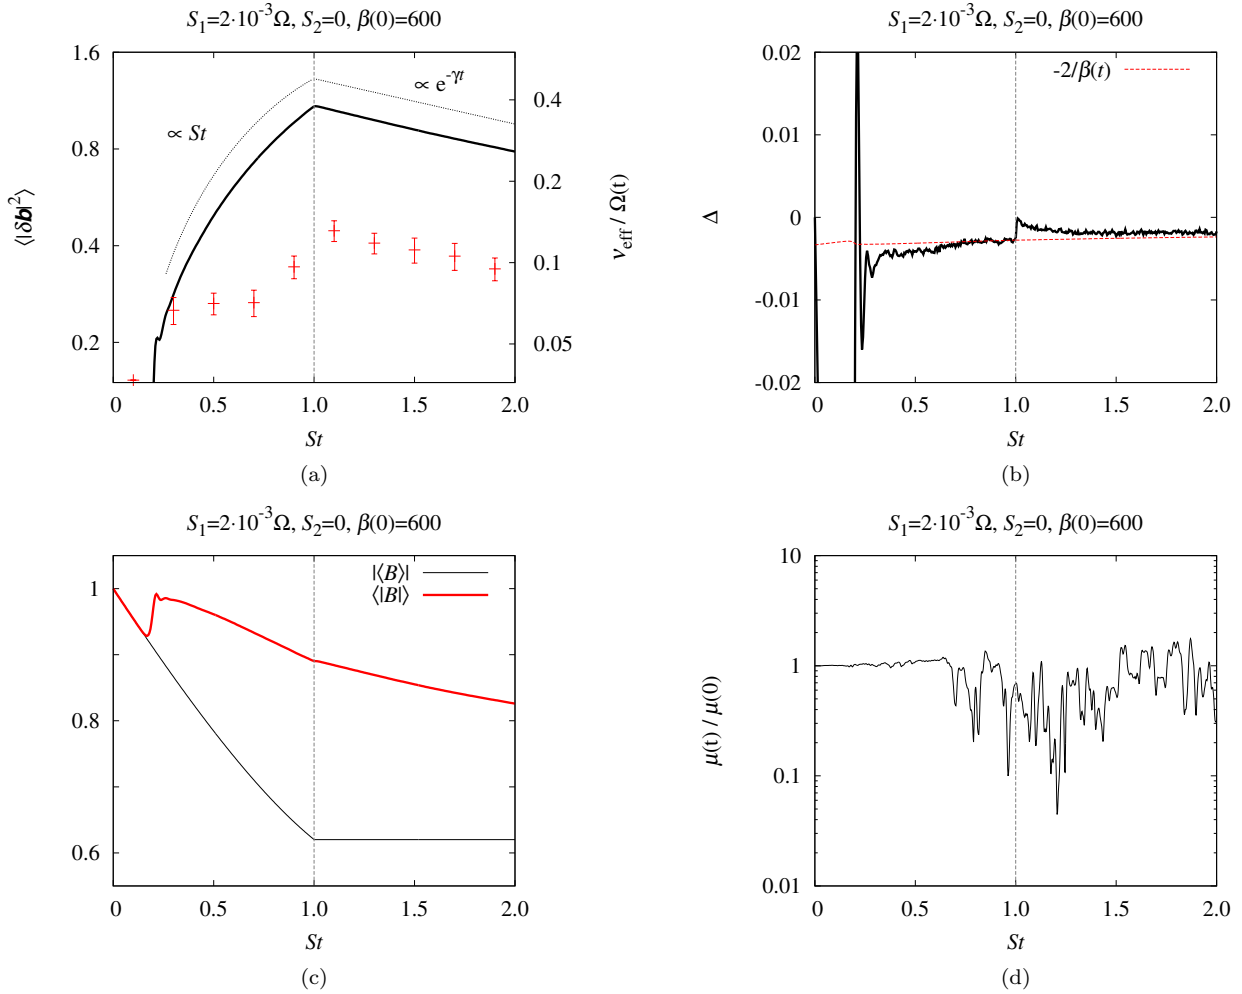 S₁=2·10⁻³Ω, S₂=0, β(0)=600
1.6
0.8
0.4
0.2
⟨|δb|²⟩
∝ St
∝ e^-γt
0.4
0.2
0.1
0.05
ν_eff / Ω(t)
0 0.5 1.0 1.5 2.0
St
(a)
S₁=2·10⁻³Ω, S₂=0, β(0)=600
0.02
0.01
0
-0.01
-0.02
Δ
-2/β(t)
0 0.5 1.0 1.5 2.0
St
(b)
S₁=2·10⁻³Ω, S₂=0, β(0)=600
1
0.8
0.6
|⟨B⟩|
⟨|B|⟩
0 0.5 1.0 1.5 2.0
St
(c)
S₁=2·10⁻³Ω, S₂=0, β(0)=600
10
1
0.1
0.01
μ(t) / μ(0)
0 0.5 1.0 1.5 2.0
St
(d)